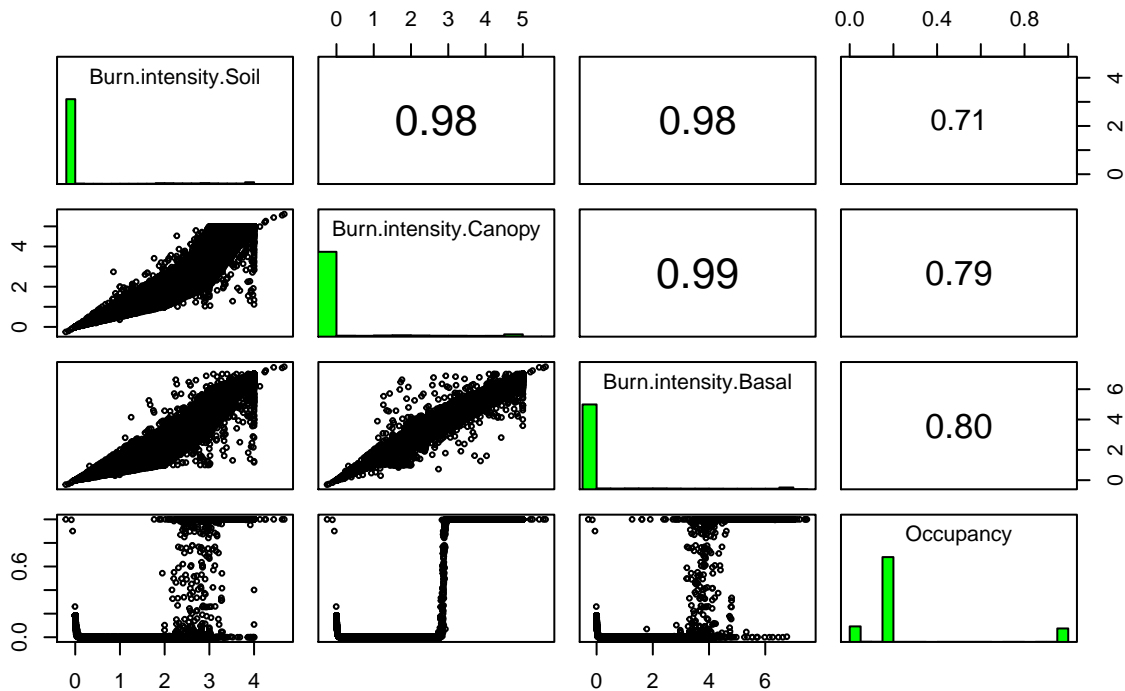 0 1 2 3 4 5
0.0 0.4 0.8
Burn.intensity.Soil
0.98
0.98
0.71
0 2 4
Burn.intensity.Canopy
0.99
0.79
0 2 4
Burn.intensity.Basal
0.80
0 2 4 6
Occupancy
0.0 0.6
0 1 2 3 4
0 2 4 6